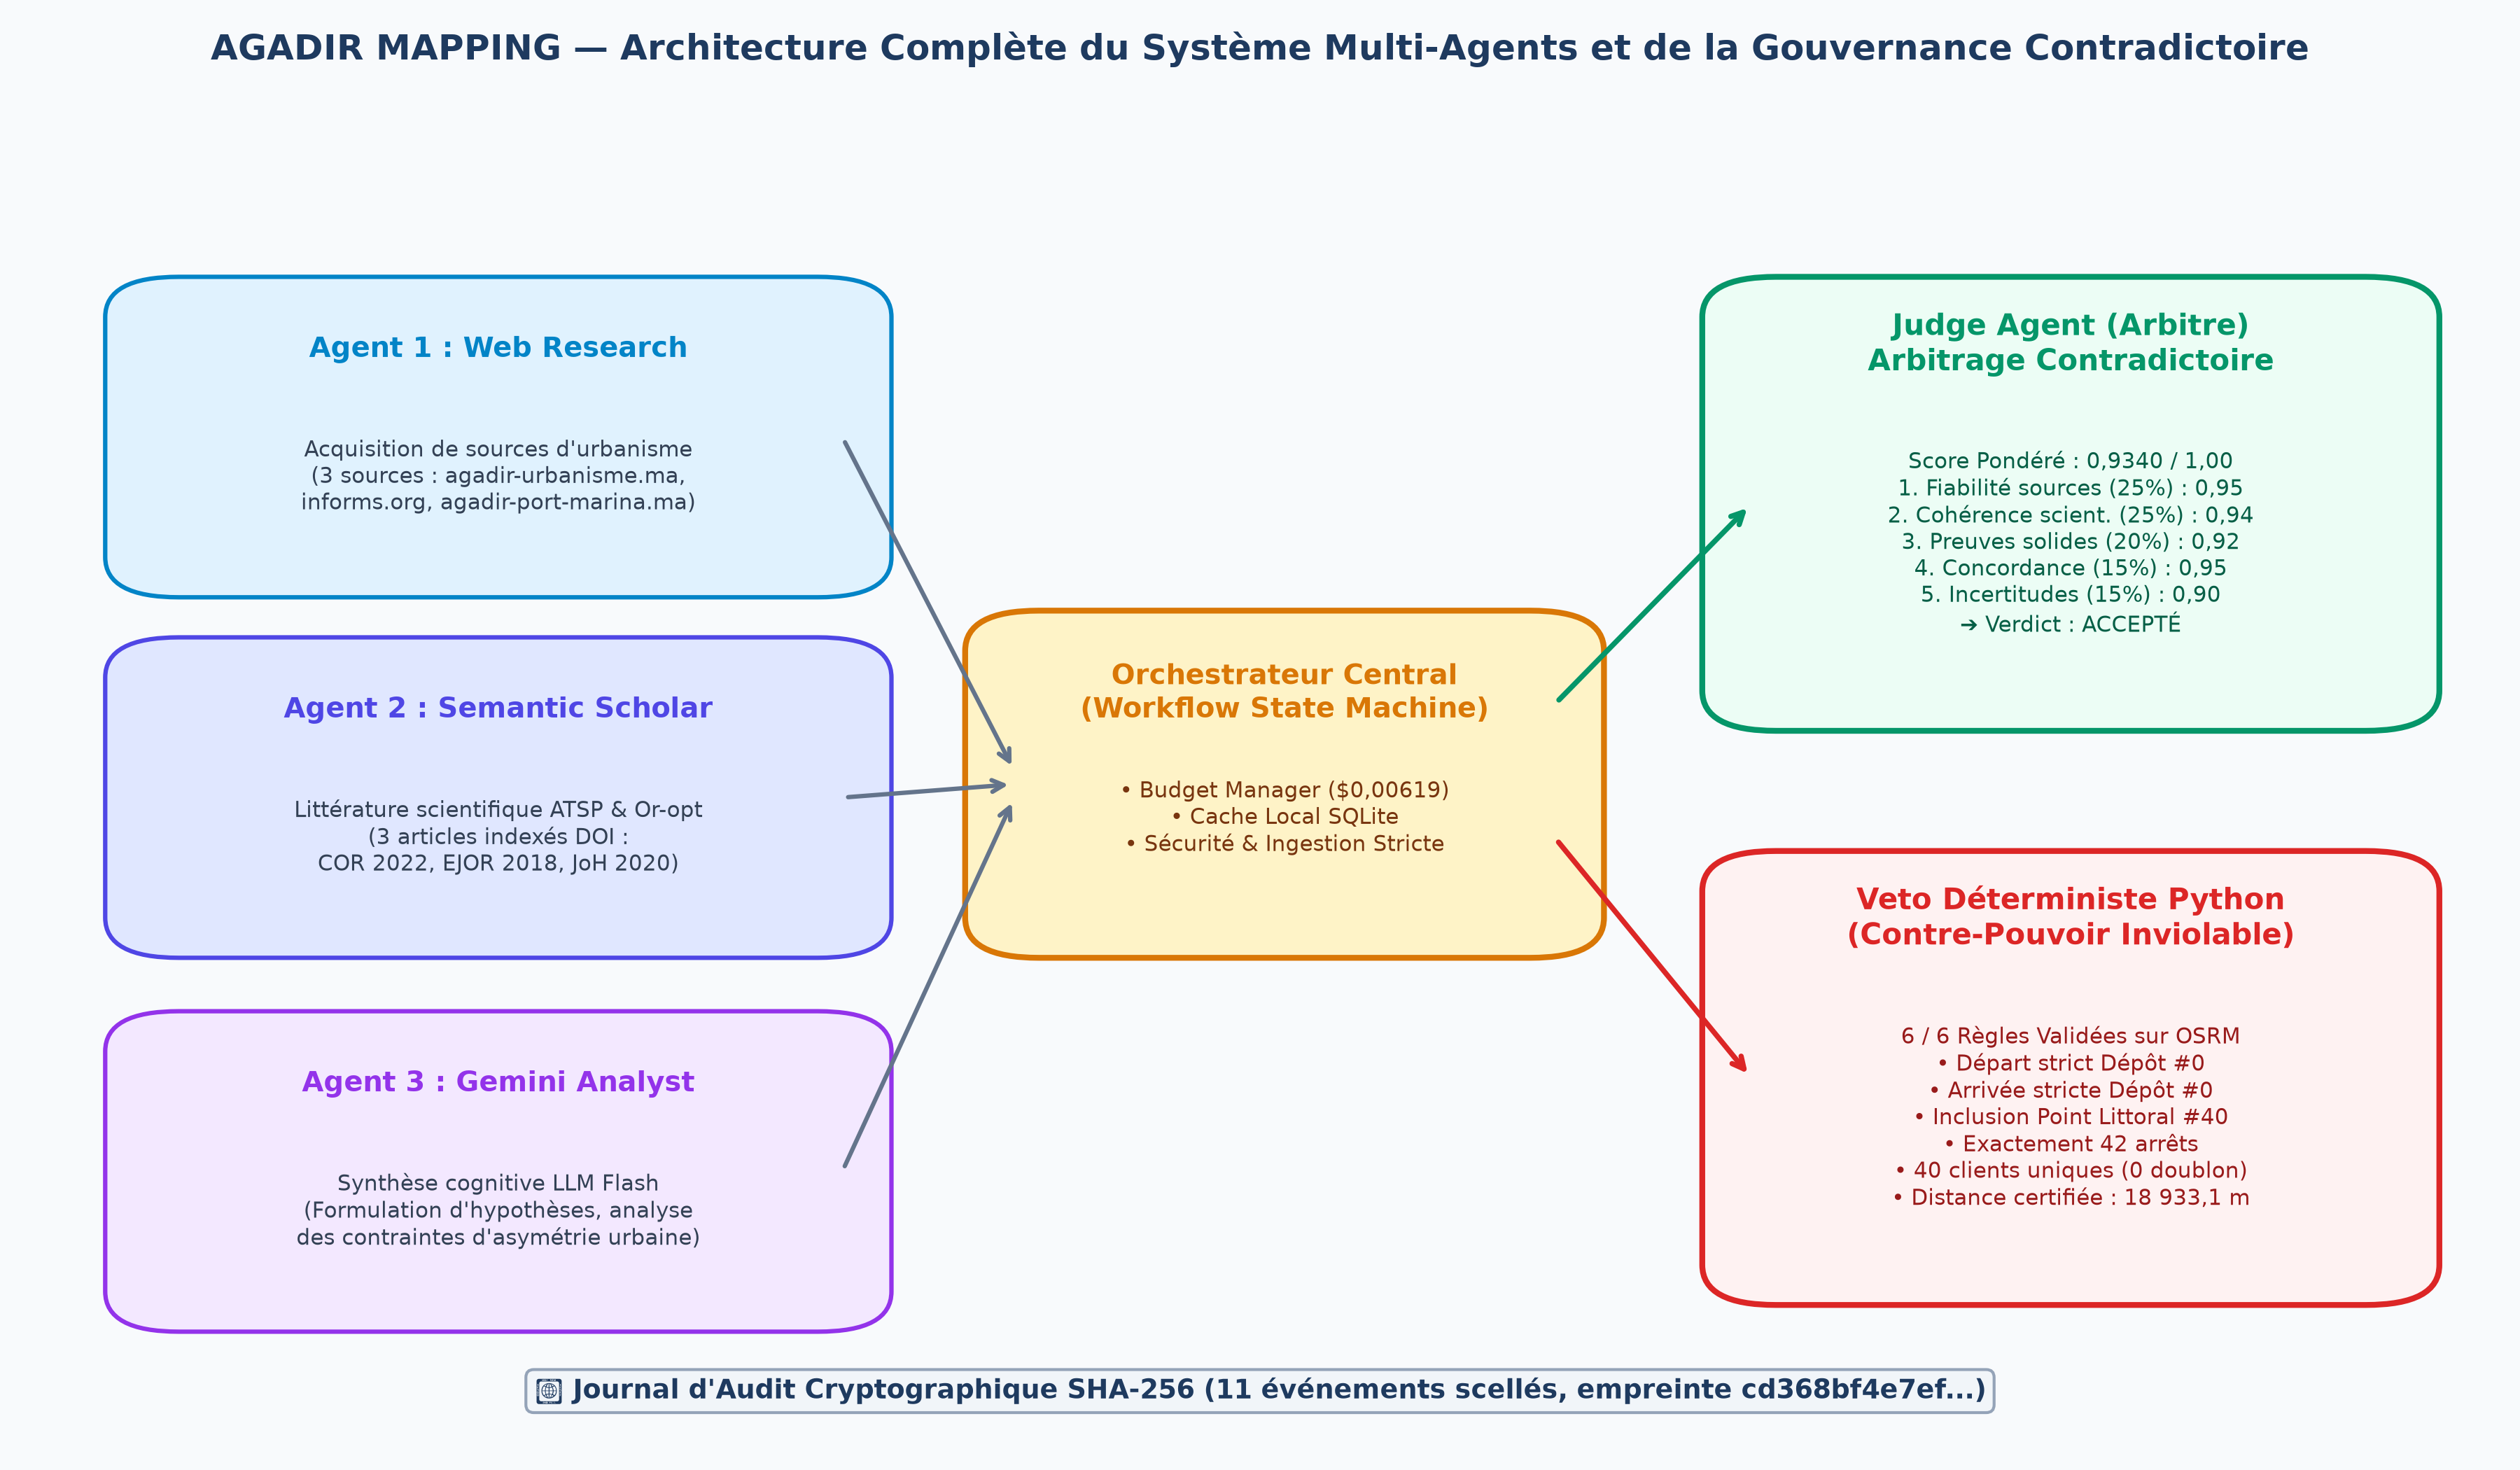 AGADIR MAPPING — Architecture Complète du Système Multi-Agents et de la Gouvernance Contradictoire
Agent 1 : Web Research
Acquisition de sources d'urbanisme
(3 sources : agadir-urbanisme.ma,
informs.org, agadir-port-marina.ma)
Agent 2 : Semantic Scholar
Littérature scientifique ATSP & Or-opt
(3 articles indexés DOI :
COR 2022, EJOR 2018, JoH 2020)
Agent 3 : Gemini Analyst
Synthèse cognitive LLM Flash
(Formulation d'hypothèses, analyse
des contraintes d'asymétrie urbaine)
Orchestrateur Central
(Workflow State Machine)
• Budget Manager ($0,00619)
• Cache Local SQLite
• Sécurité & Ingestion Stricte
Judge Agent (Arbitre)
Arbitrage Contradictoire
Score Pondéré : 0,9340 / 1,00
1. Fiabilité sources (25%) : 0,95
2. Cohérence scient. (25%) : 0,94
3. Preuves solides (20%) : 0,92
4. Concordance (15%) : 0,95
5. Incertitudes (15%) : 0,90
➔ Verdict : ACCEPTÉ
Veto Déterministe Python
(Contre-Pouvoir Inviolable)
6 / 6 Règles Validées sur OSRM
• Départ strict Dépôt #0
• Arrivée stricte Dépôt #0
• Inclusion Point Littoral #40
• Exactement 42 arrêts
• 40 clients uniques (0 doublon)
• Distance certifiée : 18 933,1 m
Journal d'Audit Cryptographique SHA-256 (11 événements scellés, empreinte cd368bf4e7ef...)